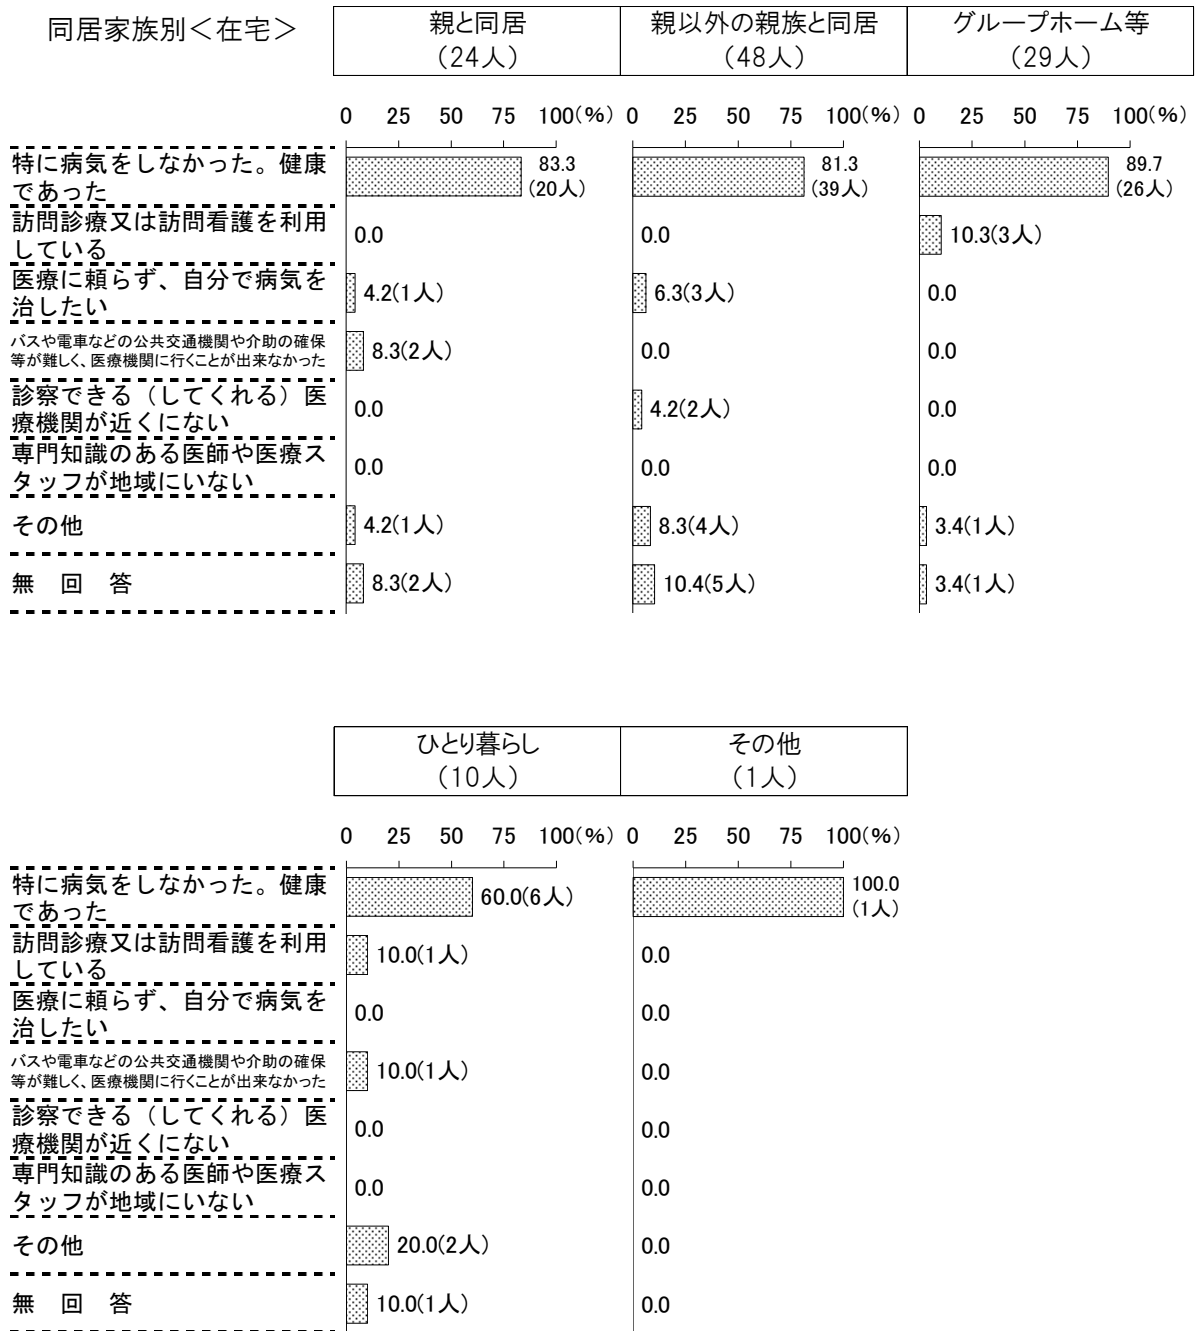 同居家族別＜在宅＞
親と同居
（24人）
親以外の親族と同居
（48人）
グループホーム等
（29人）
0 25 50 75 100(%) 0 25 50 75 100(%) 0 25 50 75 100(%)
特に病気をしなかった。健康
であった
83.3
(20人)
81.3
(39人)
89.7
(26人)
訪問診療又は訪問看護を利用
している
0.0 0.0 10.3(3人)
医療に頼らず、自分で病気を
治したい
4.2(1人) 6.3(3人) 0.0
バスや電車などの公共交通機関や介助の確保
等が難しく、医療機関に行くことが出来なかった
8.3(2人) 0.0 0.0
診察できる（してくれる）医
療機関が近くにない
0.0 4.2(2人) 0.0
専門知識のある医師や医療ス
タッフが地域にいない
0.0 0.0 0.0
その他 4.2(1人) 8.3(4人) 3.4(1人)
無　回　答 8.3(2人) 10.4(5人) 3.4(1人)
ひとり暮らし
（10人）
その他
（1人）
0 25 50 75 100(%) 0 25 50 75 100(%)
特に病気をしなかった。健康
であった
60.0(6人)
100.0
(1人)
訪問診療又は訪問看護を利用
している
10.0(1人) 0.0
医療に頼らず、自分で病気を
治したい
0.0 0.0
バスや電車などの公共交通機関や介助の確保
等が難しく、医療機関に行くことが出来なかった
10.0(1人) 0.0
診察できる（してくれる）医
療機関が近くにない
0.0 0.0
専門知識のある医師や医療ス
タッフが地域にいない
0.0 0.0
その他 20.0(2人) 0.0
無　回　答 10.0(1人) 0.0